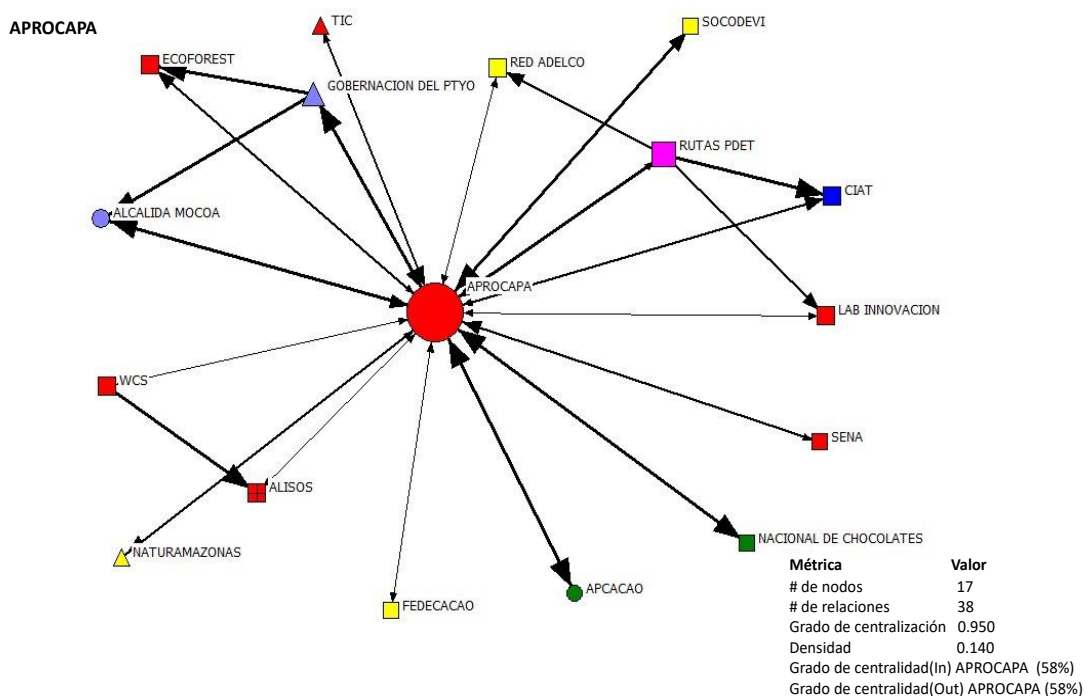 APROCAPA
TIC
SOCODEVI
ECOFOREST
RED ADELCO
GOBERNACION DEL PTYO
RUTAS PDET
CIAT
ALCALIDA MOCOA
APROCAPA
LAB INNOVACION
WCS
SENA
ALISOS
NACIONAL DE CHOCOLATES
NATURAMAZONAS
APCACAO
FEDECACAO
Métrica Valor
# de nodos 17
# de relaciones 38
Grado de centralización 0.950
Densidad 0.140
Grado de centralidad(In) APROCAPA (58%)
Grado de centralidad(Out) APROCAPA (58%)